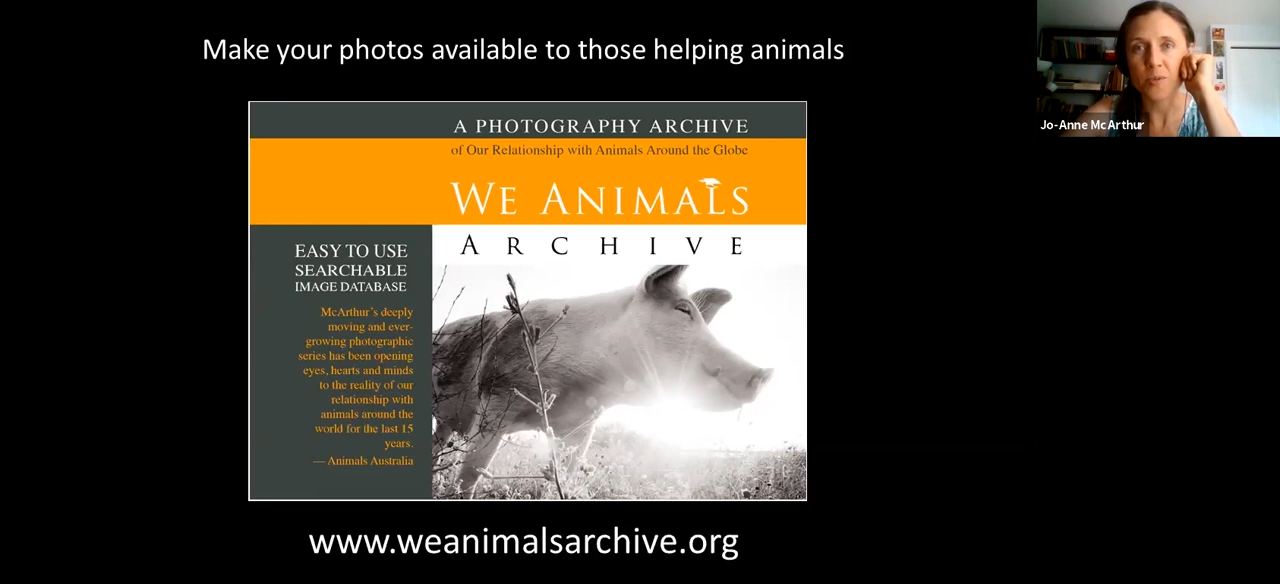 Make your photos available to those helping animals
Jo-Anne McArthur
A PHOTOGRAPHY ARCHIVE
of Our Relationship with Animals Around the Globe
WE ANIMALS
ARCHIVE
EASY TO USE
SEARCHABLE
IMAGE DATABASE
McArthur's deeply
moving and ever-
growing photographic
series has been opening
eyes, hearts and minds
to the reality of our
relationship with
animals around the
world for the last 15
years.
— Animals Australia
www.weanimalsarchive.org